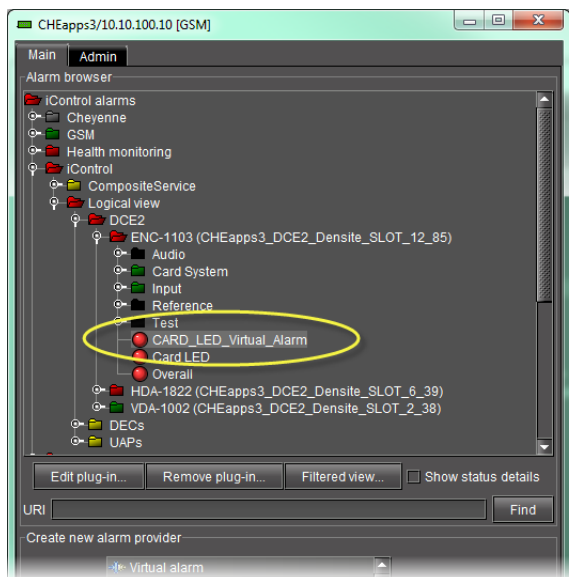 CHEapps3/10.10.100.10 [GSM]
Main Admin
Alarm browser
iControl alarms
Cheyenne
GSM
Health monitoring
iControl
CompositeService
Logical view
DCE2
ENC-1103 (CHEapps3_DCE2_Densite_SLOT_12_85)
Audio
Card System
Input
Reference
Test
CARD_LED_Virtual_Alarm
Card LED
Overall
HDA-1822 (CHEapps3_DCE2_Densite_SLOT_6_39)
VDA-1002 (CHEapps3_DCE2_Densite_SLOT_2_38)
DECs
UAPs
Edit plug-in... Remove plug-in... Filtered view... Show status details
URI Find
Create new alarm provider
Virtual alarm